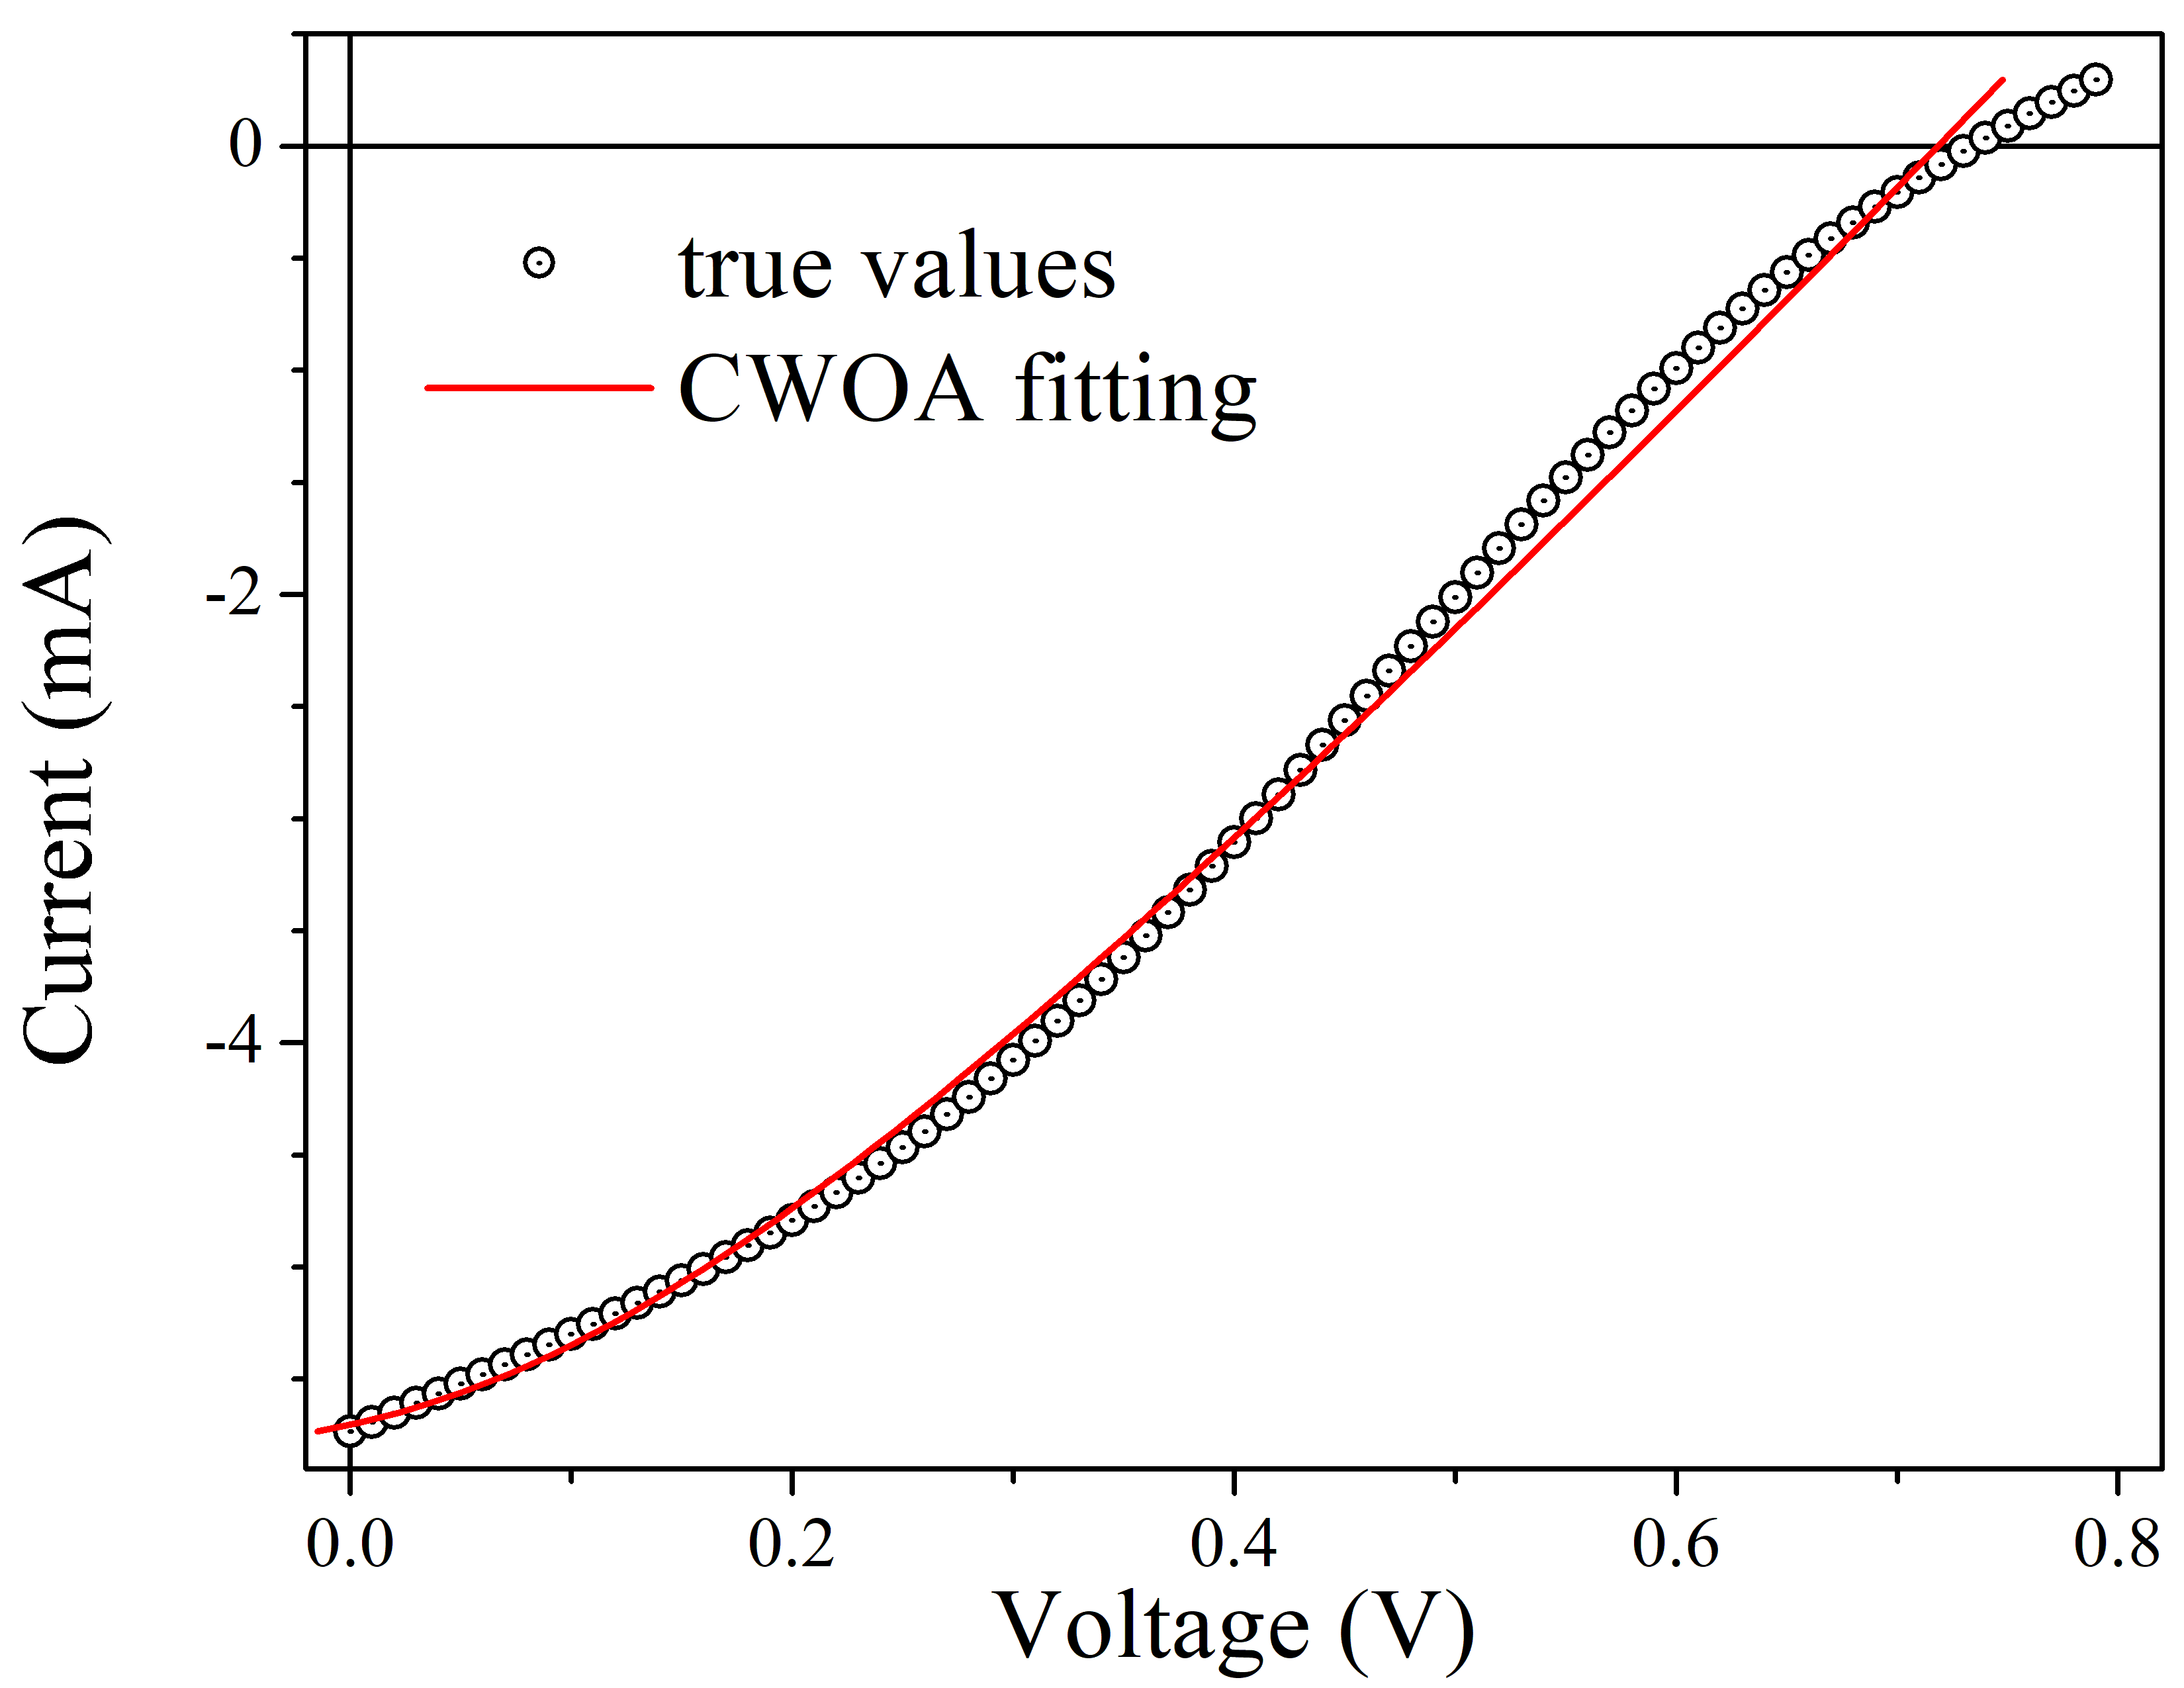 0
-2
-4
Current (mA)
true values
CWOA fitting
0.0 0.2 0.4 0.6 0.8
Voltage (V)